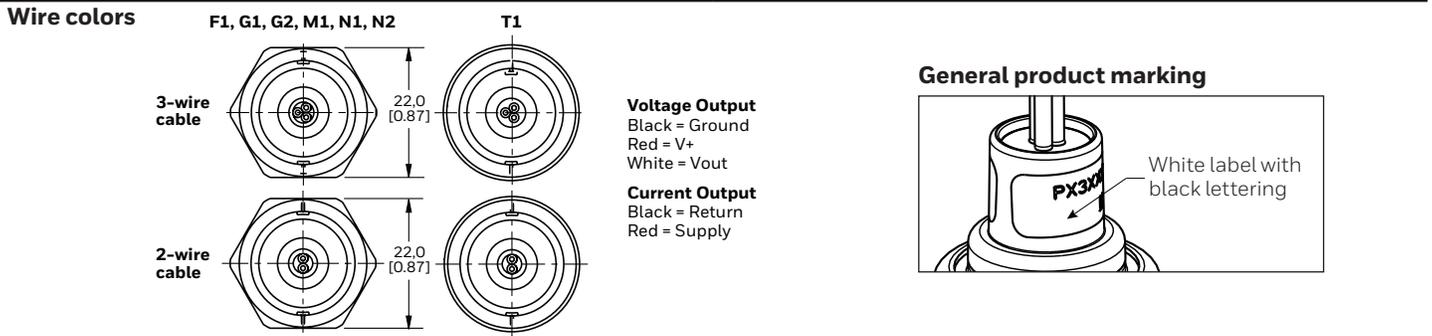 Wire colors
F1, G1, G2, M1, N1, N2
T1
3-wire
cable
22,0
[0.87]
2-wire
cable
22,0
[0.87]
Voltage Output
Black = Ground
Red = V+
White = Vout
Current Output
Black = Return
Red = Supply
General product marking
PX3XX
White label with
black lettering